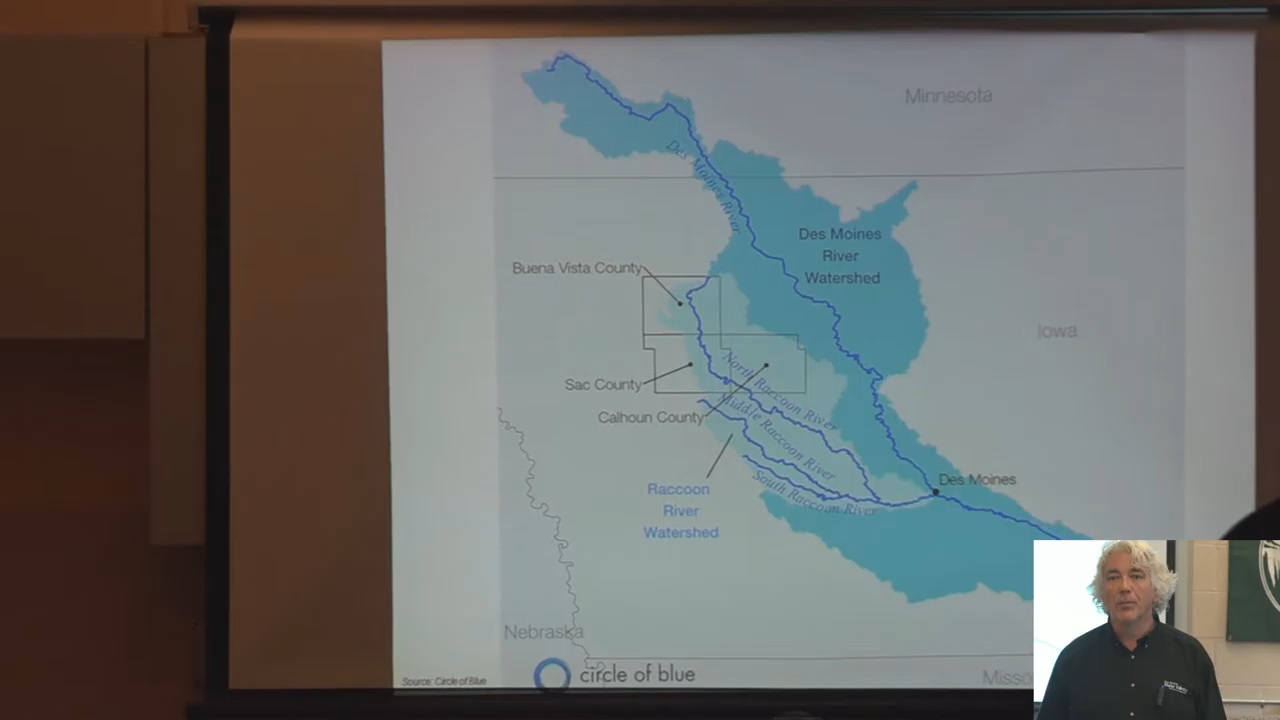 Minnesota
Des Moines River
Des Moines
River
Watershed
Buena Vista County
Iowa
North Raccoon River
Sac County
Middle Raccoon River
Calhoun County
Des Moines
South Raccoon River
Raccoon
River
Watershed
Nebraska
Source: Circle of Blue
circle of blue
Misso